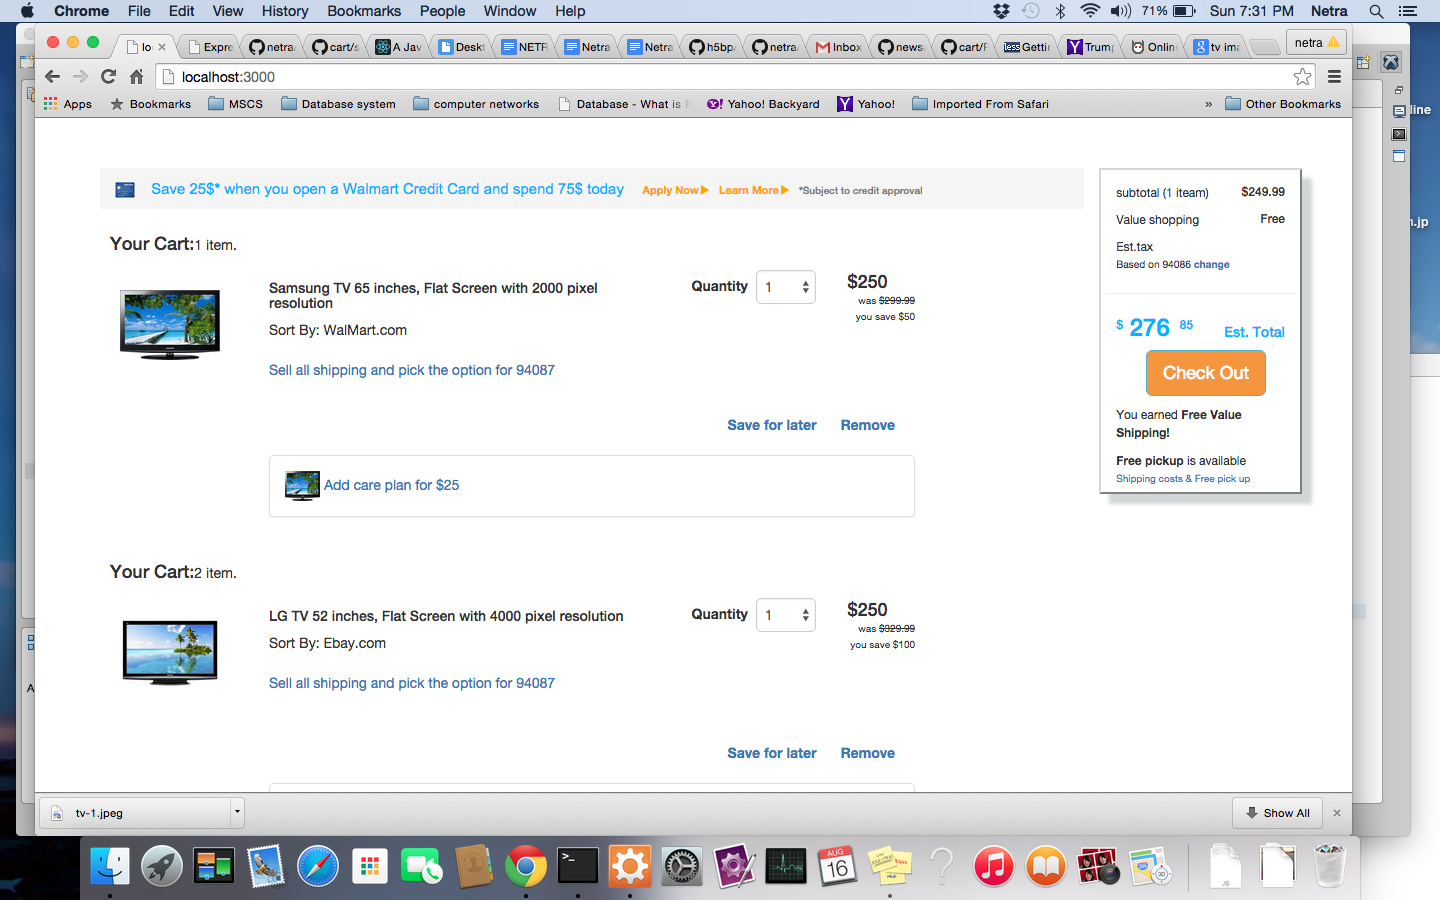 Chrome File Edit View History Bookmarks People Window Help 71% Sun 7:31 PM Netra
lo Expre netra, cart/s A Jav Deskt NETR Netra Netra h5bp, netra, Inbox news, cart/F less Gettin Trump Online tv ima netra
localhost:3000
Apps Bookmarks MSCS Database system computer networks Database - What is Yahoo! Backyard Yahoo! Imported From Safari » Other Bookmarks
Save 25$* when you open a Walmart Credit Card and spend 75$ today Apply Now Learn More *Subject to credit approval
Your Cart:1 item.
Samsung TV 65 inches, Flat Screen with 2000 pixel
resolution
Sort By: WalMart.com
Sell all shipping and pick the option for 94087
Quantity 1
$250
was $299.99
you save $50
Save for later Remove
Add care plan for $25
Your Cart:2 item.
LG TV 52 inches, Flat Screen with 4000 pixel resolution
Sort By: Ebay.com
Sell all shipping and pick the option for 94087
Quantity 1
$250
was $329.99
you save $100
Save for later Remove
subtotal (1 iteam) $249.99
Value shopping Free
Est.tax
Based on 94086 change
$ 276 85 Est. Total
Check Out
You earned Free Value
Shipping!
Free pickup is available
Shipping costs & Free pick up
line
n.jp
A
tv-1.jpeg Show All
AUG
16
JS